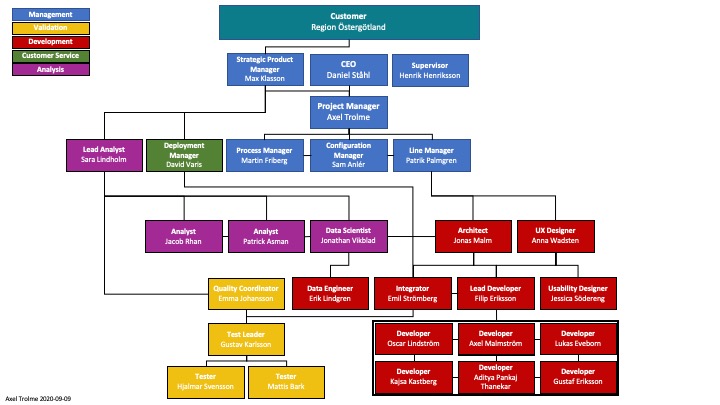 Management
Validation
Development
Customer Service
Analysis
Customer
Region Östergötland
Strategic Product
Manager
Max Klasson
CEO
Daniel Ståhl
Supervisor
Henrik Henriksson
Project Manager
Axel Trolme
Lead Analyst
Sara Lindholm
Deployment
Manager
David Varis
Process Manager
Martin Friberg
Configuration
Manager
Sam Anlér
Line Manager
Patrik Palmgren
Analyst
Jacob Rhan
Analyst
Patrick Asman
Data Scientist
Jonathan Vikblad
Architect
Jonas Malm
UX Designer
Anna Wadsten
Quality Coordinator
Emma Johansson
Data Engineer
Erik Lindgren
Integrator
Emil Strömberg
Lead Developer
Filip Eriksson
Usability Designer
Jessica Södereng
Test Leader
Gustav Karlsson
Developer
Oscar Lindström
Developer
Axel Malmström
Developer
Lukas Eveborn
Tester
Hjalmar Svensson
Tester
Mattis Bark
Developer
Kajsa Kastberg
Developer
Aditya Pankaj
Thanekar
Developer
Gustaf Eriksson
Axel Trolme 2020-09-09